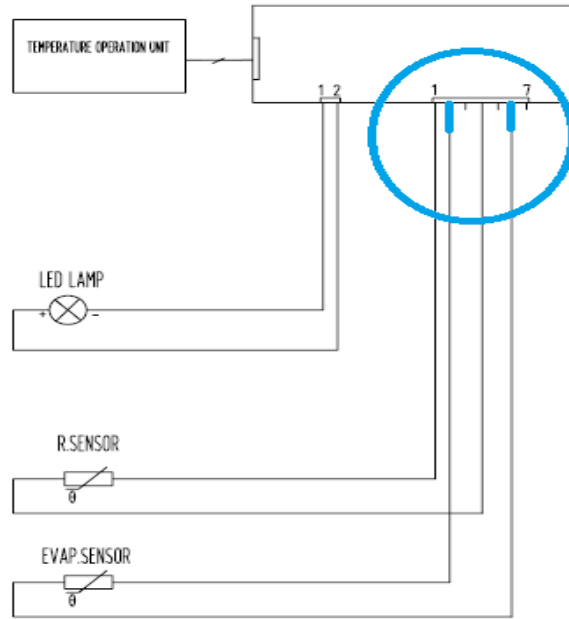 TEMPERATURE OPERATION UNIT
1 2
1 7
LED LAMP
+ -
R.SENSOR
θ
EVAP.SENSOR
θ